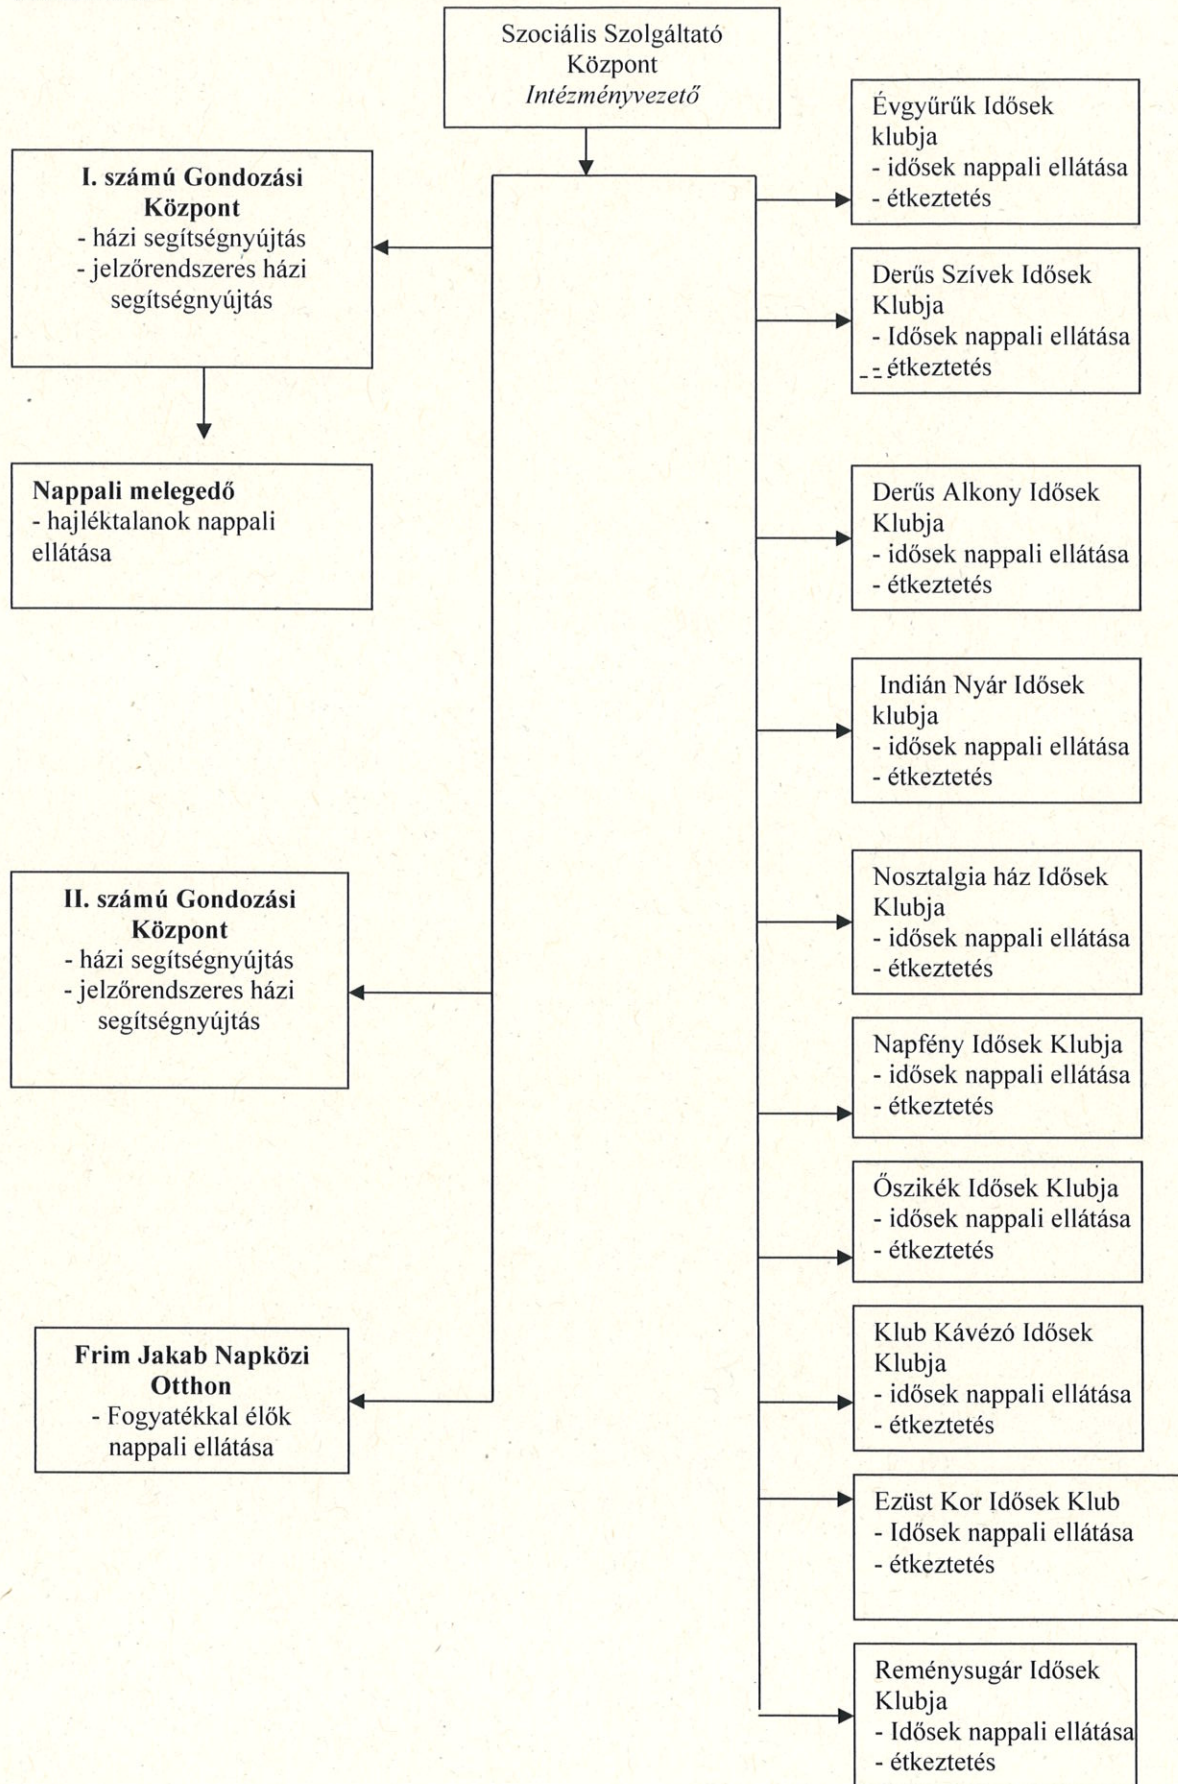 Szociális Szolgáltató
Központ
Intézményvezető
I. számú Gondozási
Központ
- házi segítségnyújtás
- jelzőrendszeres házi
segítségnyújtás
Nappali melegedő
- hajléktalanok nappali
ellátása
II. számú Gondozási
Központ
- házi segítségnyújtás
- jelzőrendszeres házi
segítségnyújtás
Frim Jakab Napközi
Otthon
- Fogyatékkal élők
nappali ellátása
Évgyűrűk Idősek
klubja
- idősek nappali ellátása
- étkeztetés
Derűs Szívek Idősek
Klubja
- Idősek nappali ellátása
- étkeztetés
Derűs Alkony Idősek
Klubja
- idősek nappali ellátása
- étkeztetés
Indián Nyár Idősek
klubja
- idősek nappali ellátása
- étkeztetés
Nosztalgia ház Idősek
Klubja
- idősek nappali ellátása
- étkeztetés
Napfény Idősek Klubja
- idősek nappali ellátása
- étkeztetés
Őszikék Idősek Klubja
- idősek nappali ellátása
- étkeztetés
Klub Kávézó Idősek
Klubja
- idősek nappali ellátása
- étkeztetés
Ezüst Kor Idősek Klub
- Idősek nappali ellátása
- étkeztetés
Reménysugár Idősek
Klubja
- Idősek nappali ellátása
- étkeztetés